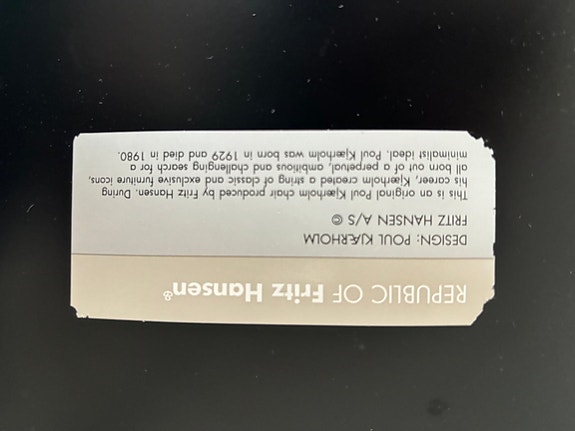 REPUBLIC OF Fritz Hansen®
DESIGN: POUL KJÆRHOLM
FRITZ HANSEN A/S ©
This is an original Poul Kjærholm chair produced by Fritz Hansen. During
his career, Kjærholm created a string of classic and exclusive furniture icons,
all born out of a perpetual, ambitious and challenging search for a
minimalist ideal. Poul Kjærholm was born in 1929 and died in 1980.